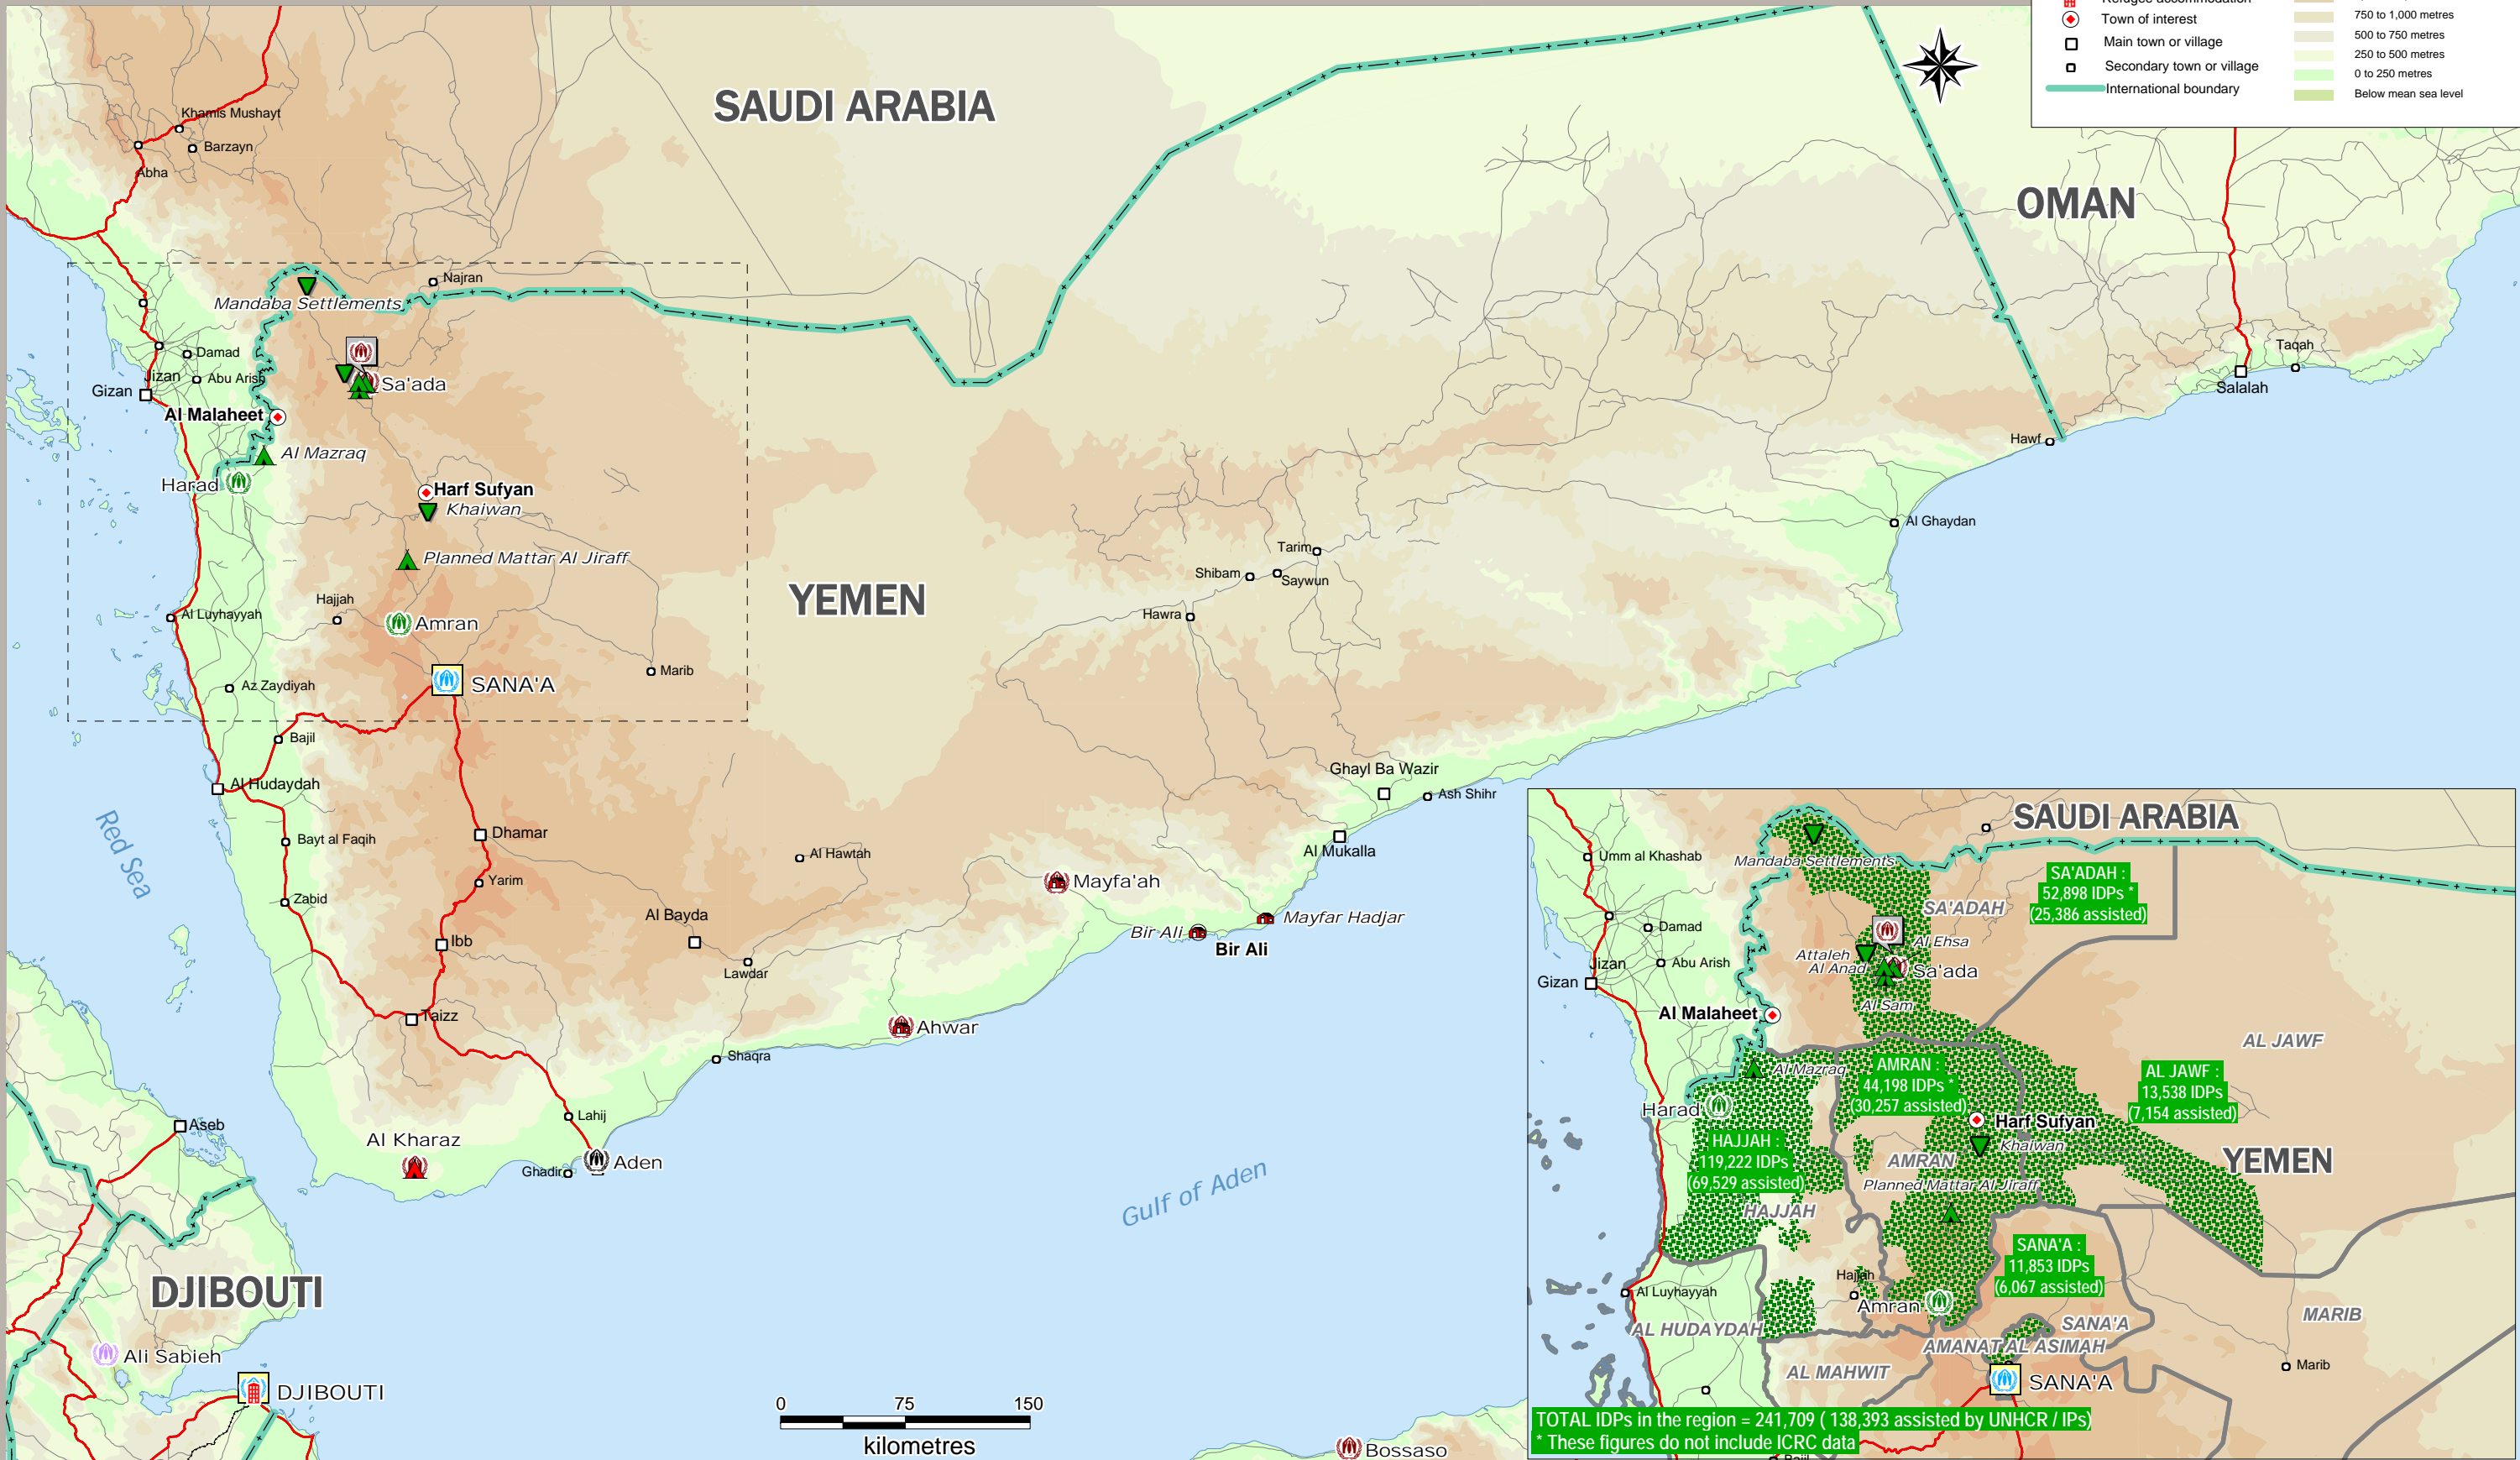 Refugee accommodation
Town of interest
Main town or village
Secondary town or village
International boundary
750 to 1,000 metres
500 to 750 metres
250 to 500 metres
0 to 250 metres
Below mean sea level
SAUDI ARABIA
OMAN
YEMEN
DJIBOUTI
Khamis Mushayt
Barzayn
Abha
Najran
Mandaba Settlements
Damad
Jizan
Abu Arish
Gizan
Sa'ada
Al Malaheet
Al Mazraq
Harad
Harf Sufyan
Khaiwan
Planned Mattar Al Jiraff
Hajjah
Al Luyhayyah
Amran
Marib
Az Zaydiyah
SANA'A
Bajil
Al Hudaydah
Red Sea
Bayt al Faqih
Dhamar
Yarim
Zabid
Ibb
Al Bayda
Al Hawtah
Lawdar
Taizz
Shaqra
Ahwar
Mayfa'ah
Bir Ali
Bir Ali
Mayfar Hadjar
Al Mukalla
Ghayl Ba Wazir
Ash Shihr
Tarim
Shibam
Saywun
Hawra
Al Ghaydan
Hawf
Salalah
Taqah
Lahij
Al Kharaz
Ghadir
Aden
Aseb
Gulf of Aden
Ali Sabieh
DJIBOUTI
Bossaso
0 75 150
kilometres
SAUDI ARABIA
Umm al Khashab
Mandaba Settlements
SA'ADAH :
52,898 IDPs *
(25,386 assisted)
SA'ADAH
Damad
Al Ehsa
Attaleh
Al Anad
Sa'ada
Jizan
Abu Arish
Gizan
Al Sam
Al Malaheet
AL JAWF
Al Mazraq
AMRAN :
44,198 IDPs *
(30,257 assisted)
AL JAWF :
13,538 IDPs
(7,154 assisted)
Harad
Harf Sufyan
Khaiwan
HAJJAH :
119,222 IDPs
(69,529 assisted)
AMRAN
YEMEN
Planned Mattar Al Jiraff
HAJJAH
SANA'A :
11,853 IDPs
(6,067 assisted)
Hajjah
Al Luyhayyah
Amran
AL HUDAYDAH
SANA'A
MARIB
AMANAT AL ASIMAH
AL MAHWIT
Marib
SANA'A
TOTAL IDPs in the region = 241,709 ( 138,393 assisted by UNHCR / IPs)
* These figures do not include ICRC data
Bajil